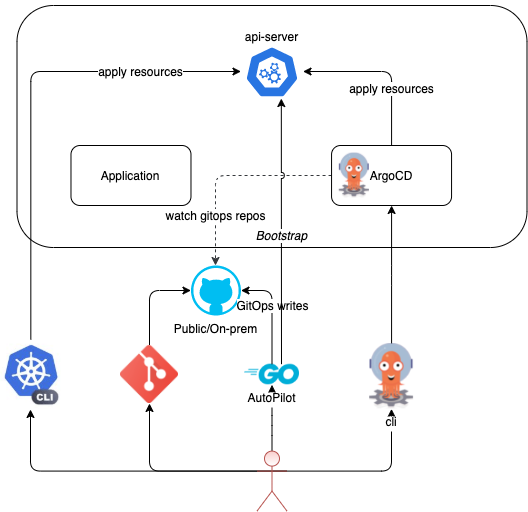 api-server
apply resources
apply resources
Application
ArgoCD
watch gitops repos
Bootstrap
GitOps writes
Public/On-prem
CLI
GO
AutoPilot
cli